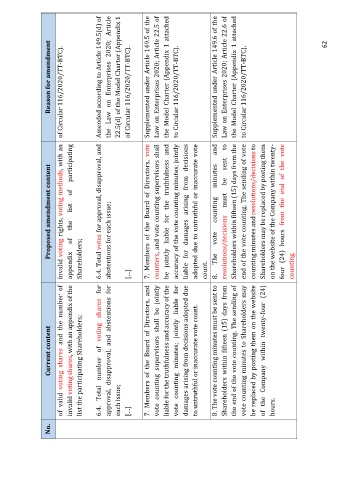 No.
Current content
Proposed amendment content
Reason for amendment
of valid voting shares and the number of
invalid voting shares, with an appendix of the
list the participating Shareholders;
invalid voting rights, voting methods, with an
appendix of the list of participating
Shareholders;
of Circular 116/2020/TT-BTC).
6.4. Total number of voting shares for
approval, disapproval, and abstentions for
each issue;
[...]
6.4. Total votes for approval, disapproval, and
abstentions for each issue;
[...]
Amended according to Article 149.5(d) of
the Law on Enterprises 2020; Article
22.5(d) of the Model Charter (Appendix 1
of Circular 116/2020/TT-BTC).
7. Members of the Board of Directors, and
vote counting supervisors shall be jointly
liable for the truthfulness and accuracy of the
vote counting minutes; jointly liable for
damages arising from decisions adopted due
to untruthful or inaccurate vote count.
7. Members of the Board of Directors, vote
counters, and vote counting supervisors shall
be jointly liable for the truthfulness and
accuracy of the vote counting minutes; jointly
liable for damages arising from decisions
adopted due to untruthful or inaccurate vote
count.
Supplemented under Article 149.5 of the
Law on Enterprises 2020; Article 22.5 of
the Model Charter (Appendix 1 attached
to Circular 116/2020/TT-BTC).
8. The vote counting minutes must be sent to
Shareholders within fifteen (15) days from
the end of the vote counting. The sending of
vote counting minutes to Shareholders may
be replaced by posting them on the website
of the Company within twenty-four (24)
hours.
8. The vote counting minutes and
resolutions/decisions must be sent to
Shareholders within fifteen (15) days from the
end of the vote counting. The sending of vote
counting minutes and resolutions/decisions to
Shareholders may be replaced by posting them
on the website of the Company within twenty-
four (24) hours from the end of the vote
counting.
Supplemented under Article 149.6 of the
Law on Enterprises 2020; Article 22.6 of
the Model Charter (Appendix 1 attached
to Circular 116/2020/TT-BTC).
62